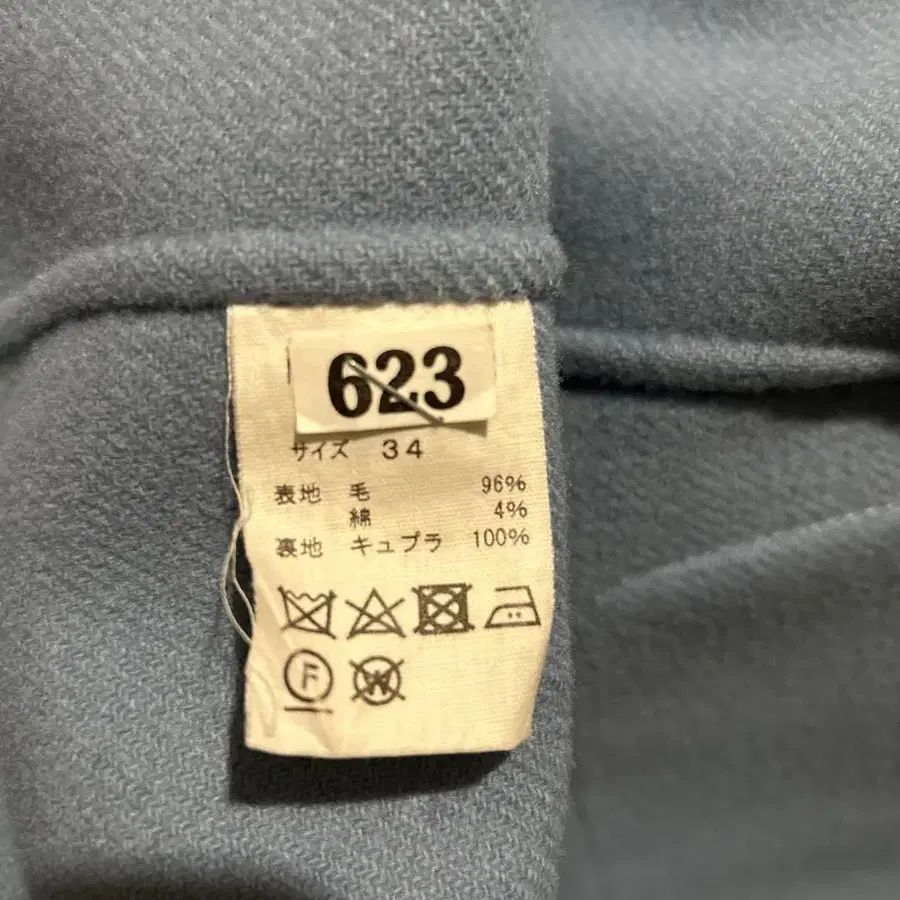 623
サイズ 34
表地 毛 96%
綿 4%
裏地 キュプラ 100%
F
W